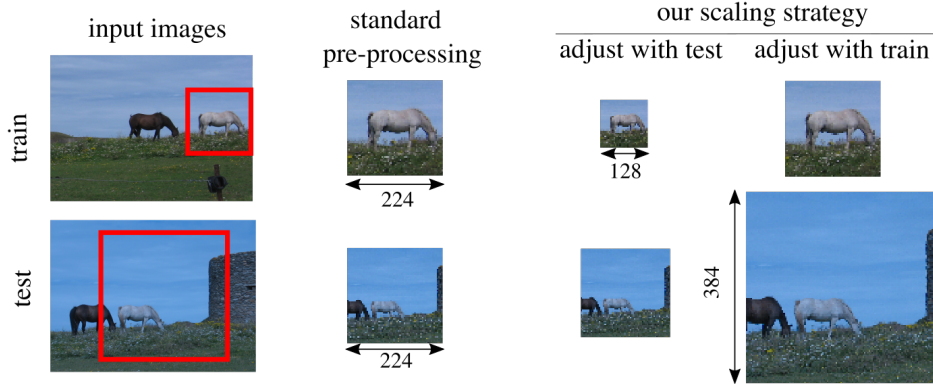 input images
standard
pre-processing
our scaling strategy
adjust with test
adjust with train
train
224
128
test
224
384